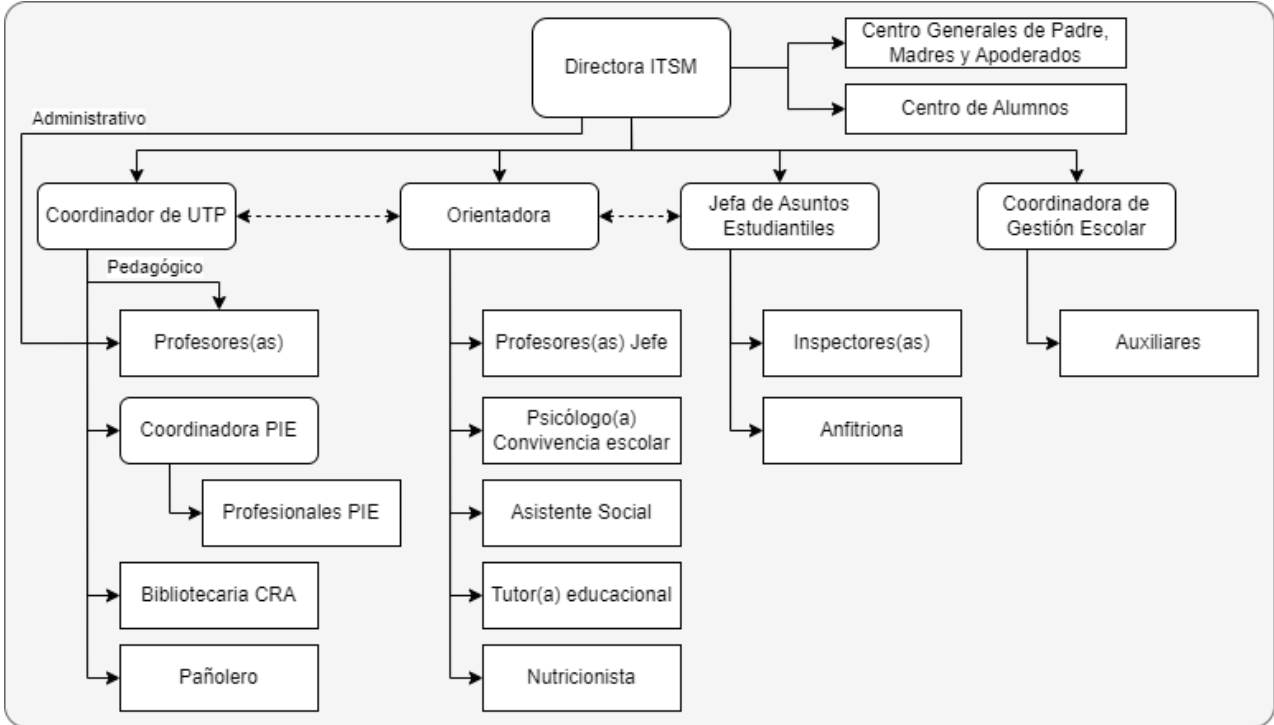 Directora ITSM
Centro Generales de Padre,
Madres y Apoderados
Centro de Alumnos
Administrativo
Coordinador de UTP
Orientadora
Jefa de Asuntos
Estudiantiles
Coordinadora de
Gestión Escolar
Pedagógico
Profesores(as)
Profesores(as) Jefe
Inspectores(as)
Auxiliares
Coordinadora PIE
Psicólogo(a)
Convivencia escolar
Anfitriona
Profesionales PIE
Asistente Social
Bibliotecaria CRA
Tutor(a) educacional
Pañolero
Nutricionista